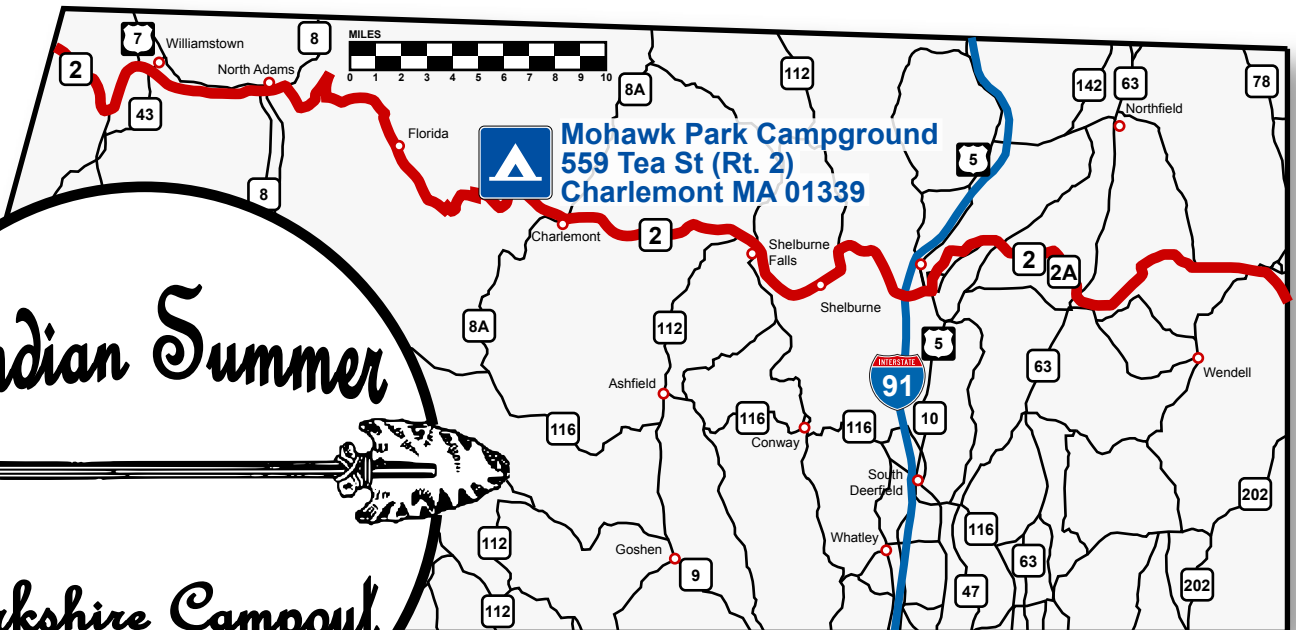 MILES
0 1 2 3 4 5 6 7 8 9 10
7
Williamstown
8
2
North Adams
43
Florida
8
8A
112
142
63
78
Northfield
5
Mohawk Park Campground
559 Tea St (Rt. 2)
Charlemont MA 01339
Charlemont
2
Shelburne
Falls
Shelburne
2
2A
8A
112
5
63
INTERSTATE
91
Wendell
Ashfield
116
116
Conway
116
10
South
Deerfield
202
112
Goshen
9
Whatley
116
63
47
202
112
Summer
Campout